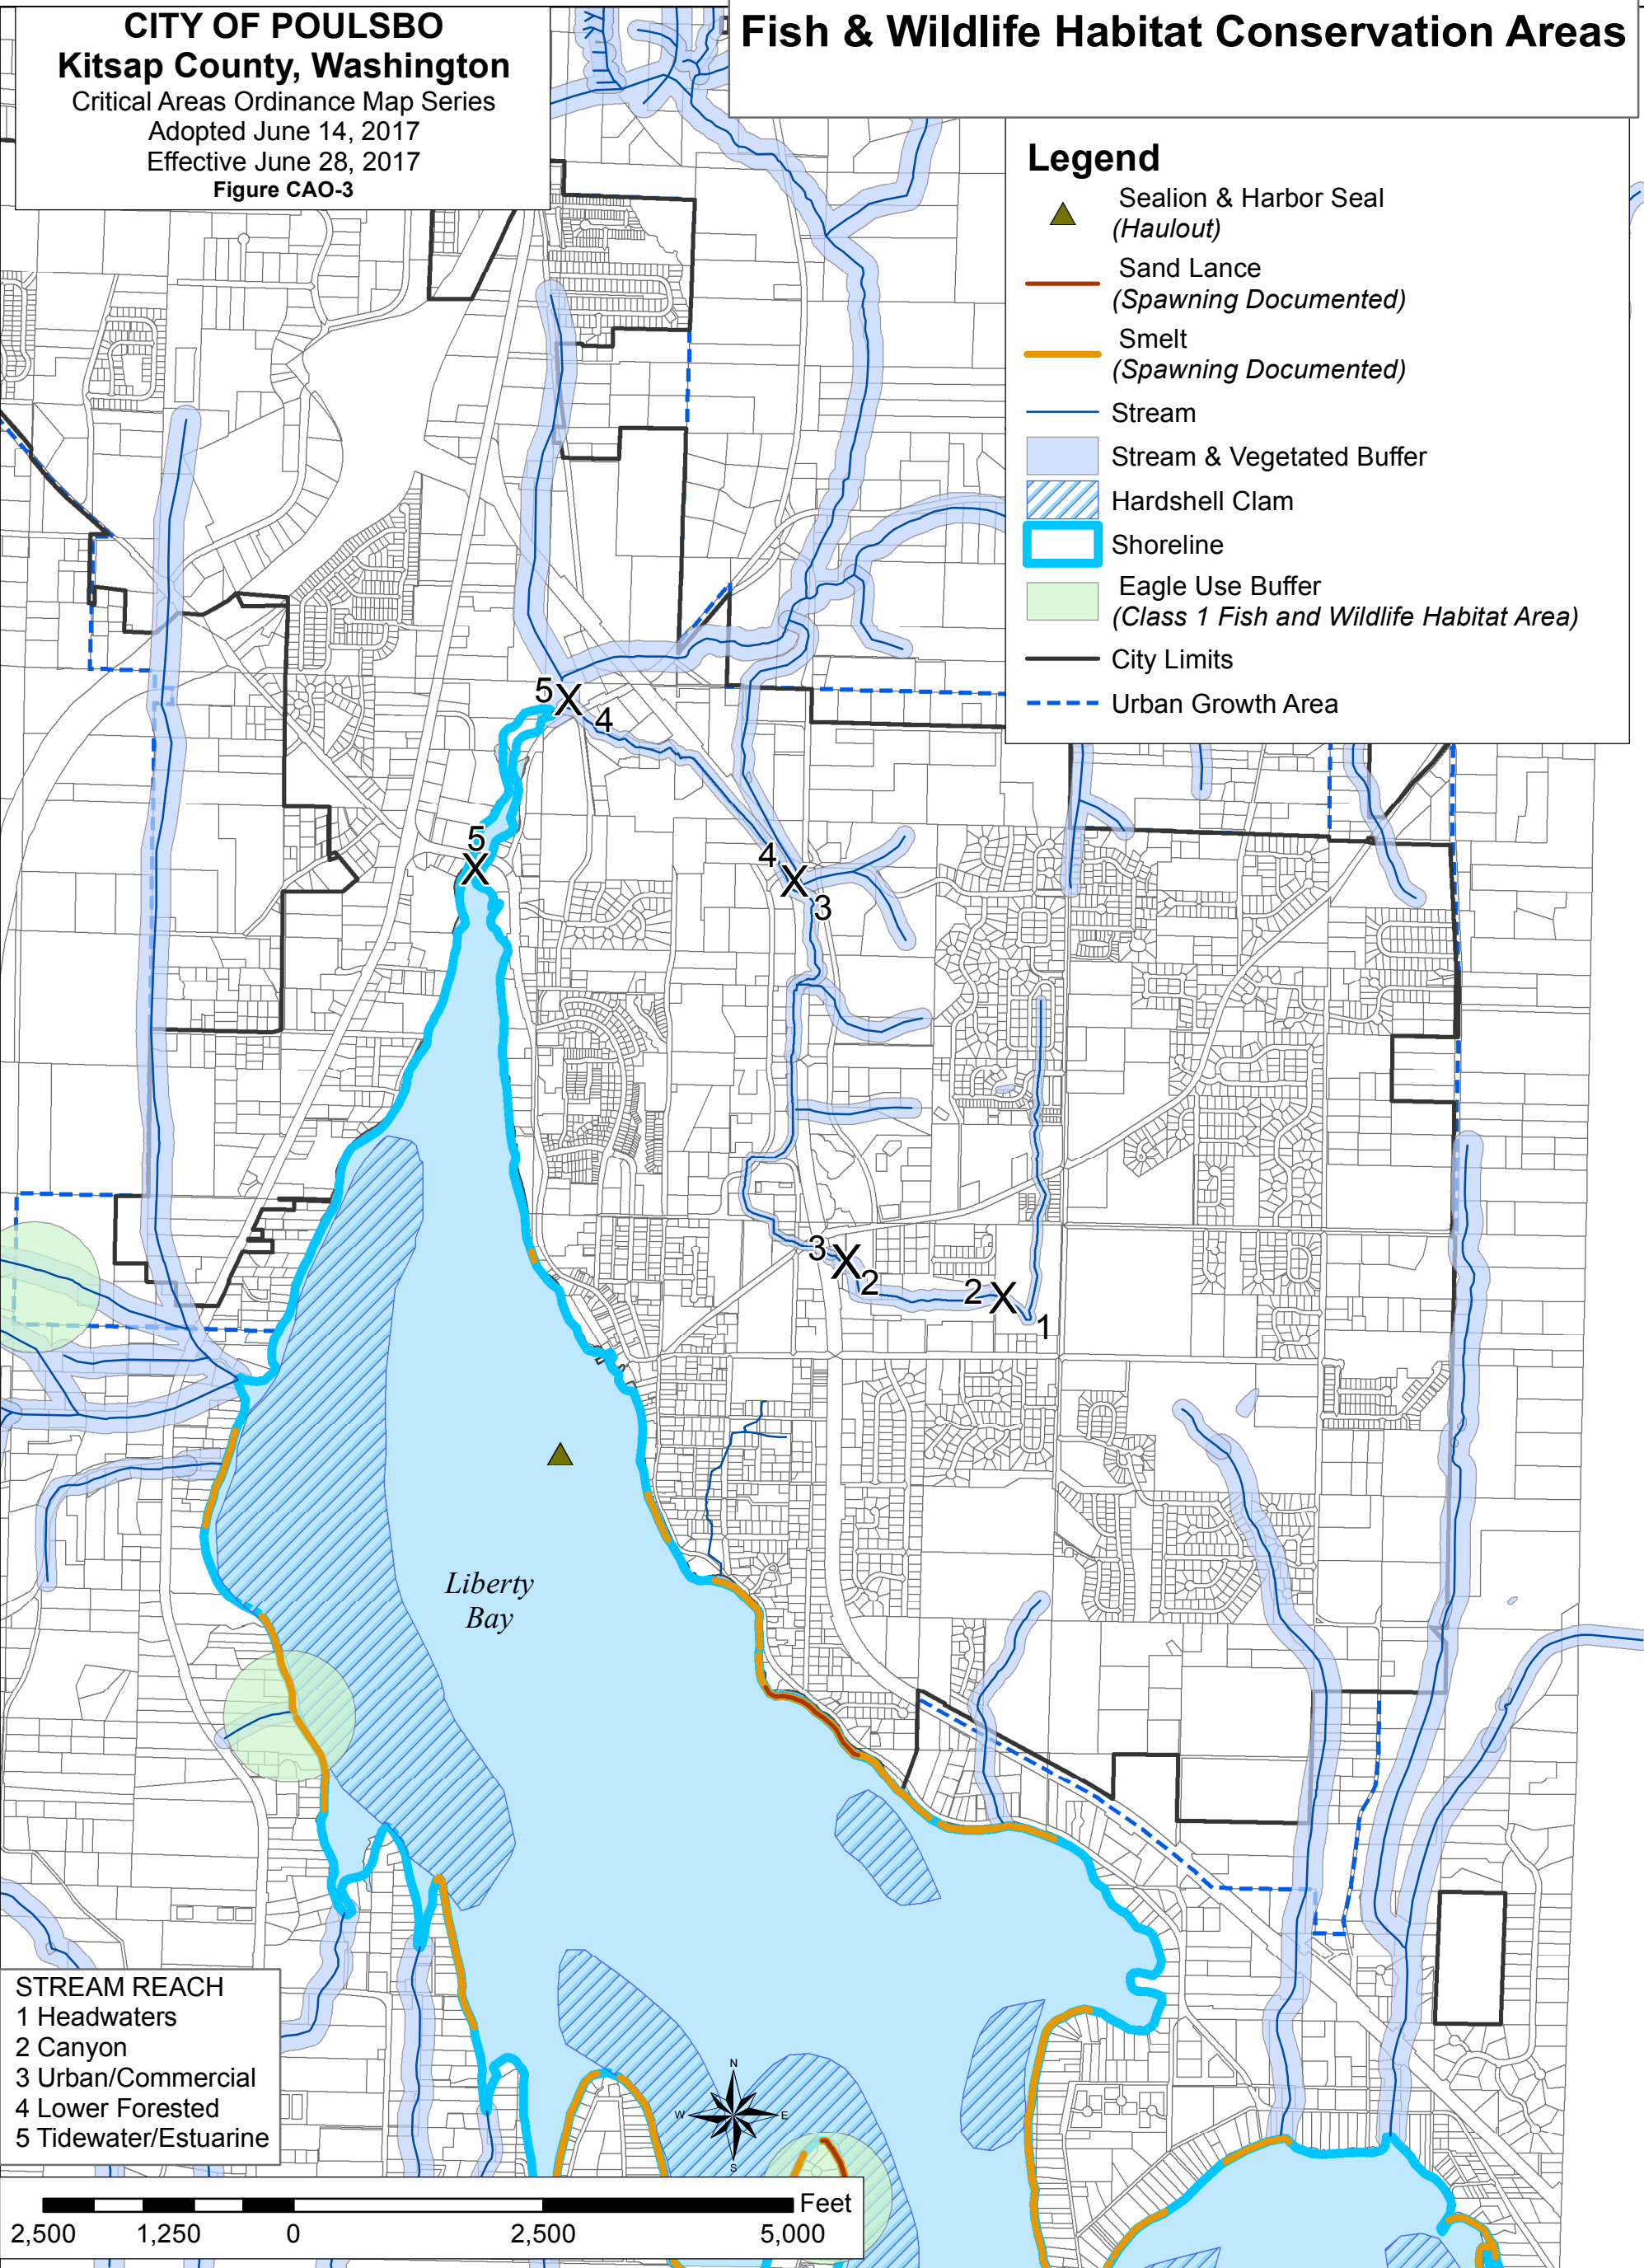 CITY OF POULSBO
Kitsap County, Washington
Critical Areas Ordinance Map Series
Adopted June 14, 2017
Effective June 28, 2017
Figure CAO-3
Fish & Wildlife Habitat Conservation Areas
Legend
Sealion & Harbor Seal
(Haulout)
Sand Lance
(Spawning Documented)
Smelt
(Spawning Documented)
Stream
Stream & Vegetated Buffer
Hardshell Clam
Shoreline
Eagle Use Buffer
(Class 1 Fish and Wildlife Habitat Area)
City Limits
Urban Growth Area
5 X
4
5
X
4
X
3
3 X
2
2 X
1
Liberty
Bay
STREAM REACH
1 Headwaters
2 Canyon
3 Urban/Commercial
4 Lower Forested
5 Tidewater/Estuarine
N
W E
S
Feet
2,500 1,250 0 2,500 5,000